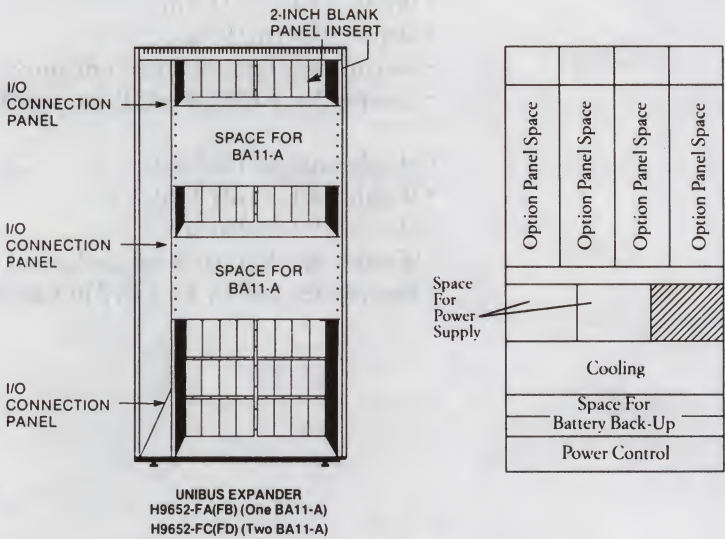 2-INCH BLANK
PANEL INSERT
I/O
CONNECTION
PANEL
SPACE FOR
BA11-A
I/O
CONNECTION
PANEL
SPACE FOR
BA11-A
I/O
CONNECTION
PANEL
UNIBUS EXPANDER
H9652-FA(FB) (One BA11-A)
H9652-FC(FD) (Two BA11-A)
Option Panel Space
Option Panel Space
Option Panel Space
Option Panel Space
Space
For
Power
Supply
Cooling
Space For
Battery Back-Up
Power Control